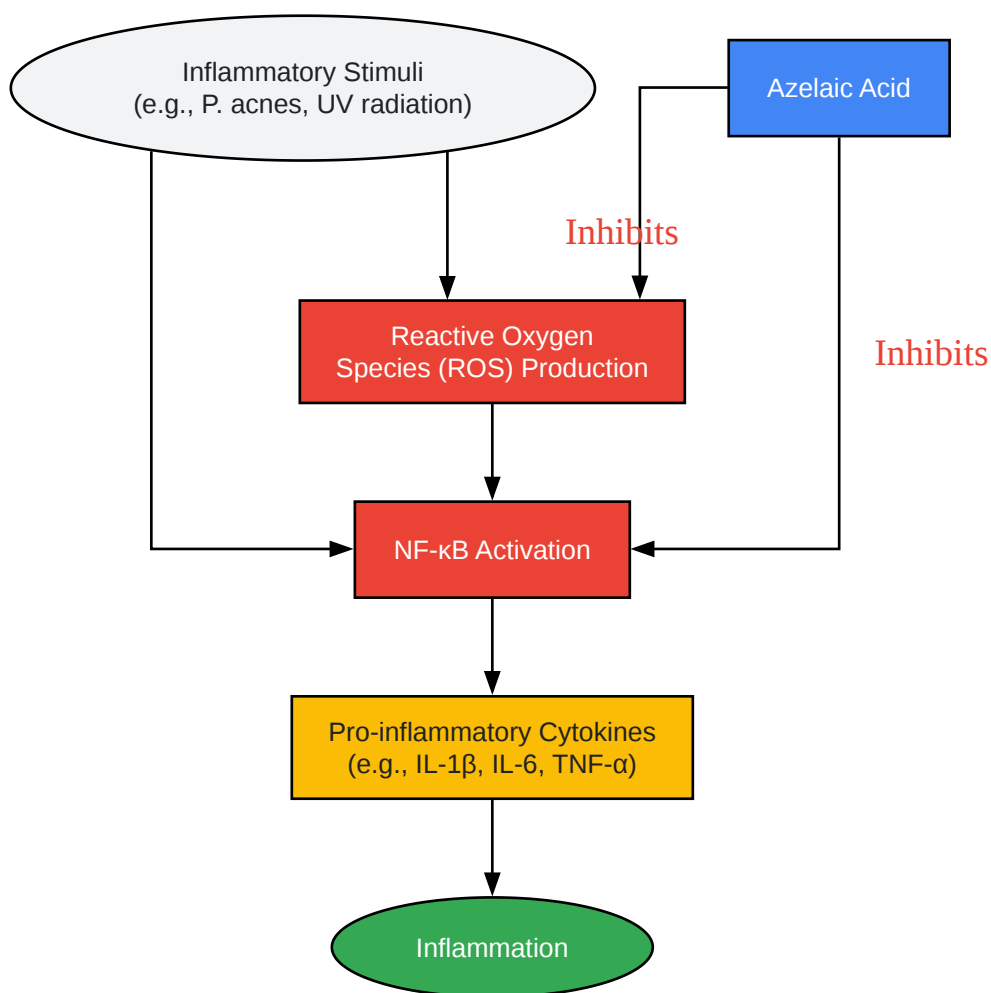 Inflammatory Stimuli
(e.g., P. acnes, UV radiation)
Azelaic Acid
Inhibits
Reactive Oxygen
Species (ROS) Production
Inhibits
NF-κB Activation
Pro-inflammatory Cytokines
(e.g., IL-1β, IL-6, TNF-α)
Inflammation